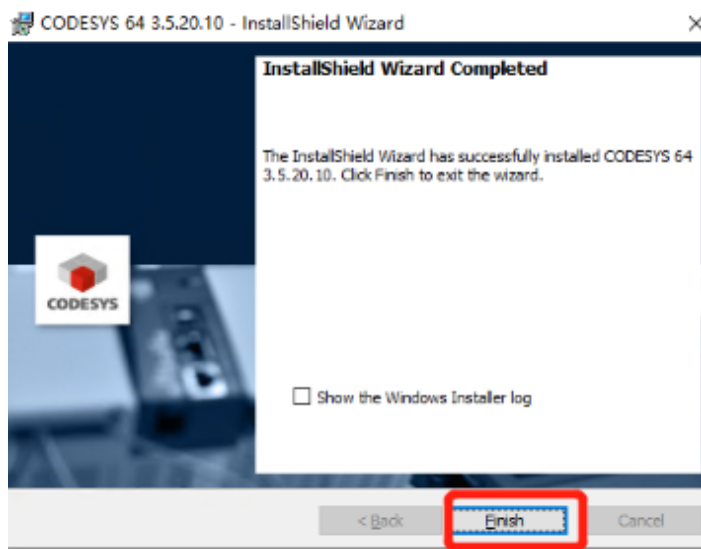 CODESYS 64 3.5.20.10 - InstallShield Wizard
InstallShield Wizard Completed
The InstallShield Wizard has successfully installed CODESYS 64
3.5.20.10. Click Finish to exit the wizard.
CODESYS
Show the Windows Installer log
< Back Finish Cancel